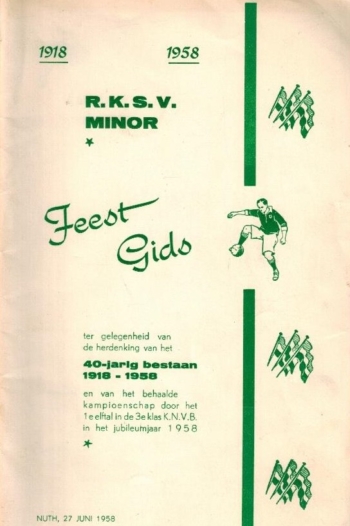 1918 1958
R.K.S.V.
MINOR
Feest
Gids
ter gelegenheid van
de herdenking van het
40-jarig bestaan
1918 - 1958
en van het behaalde
kampioenschap door het
1e elftal in de 3e klas K.N.V.B.
in het jubileumjaar 1958
NUTH, 27 JUNI 1958